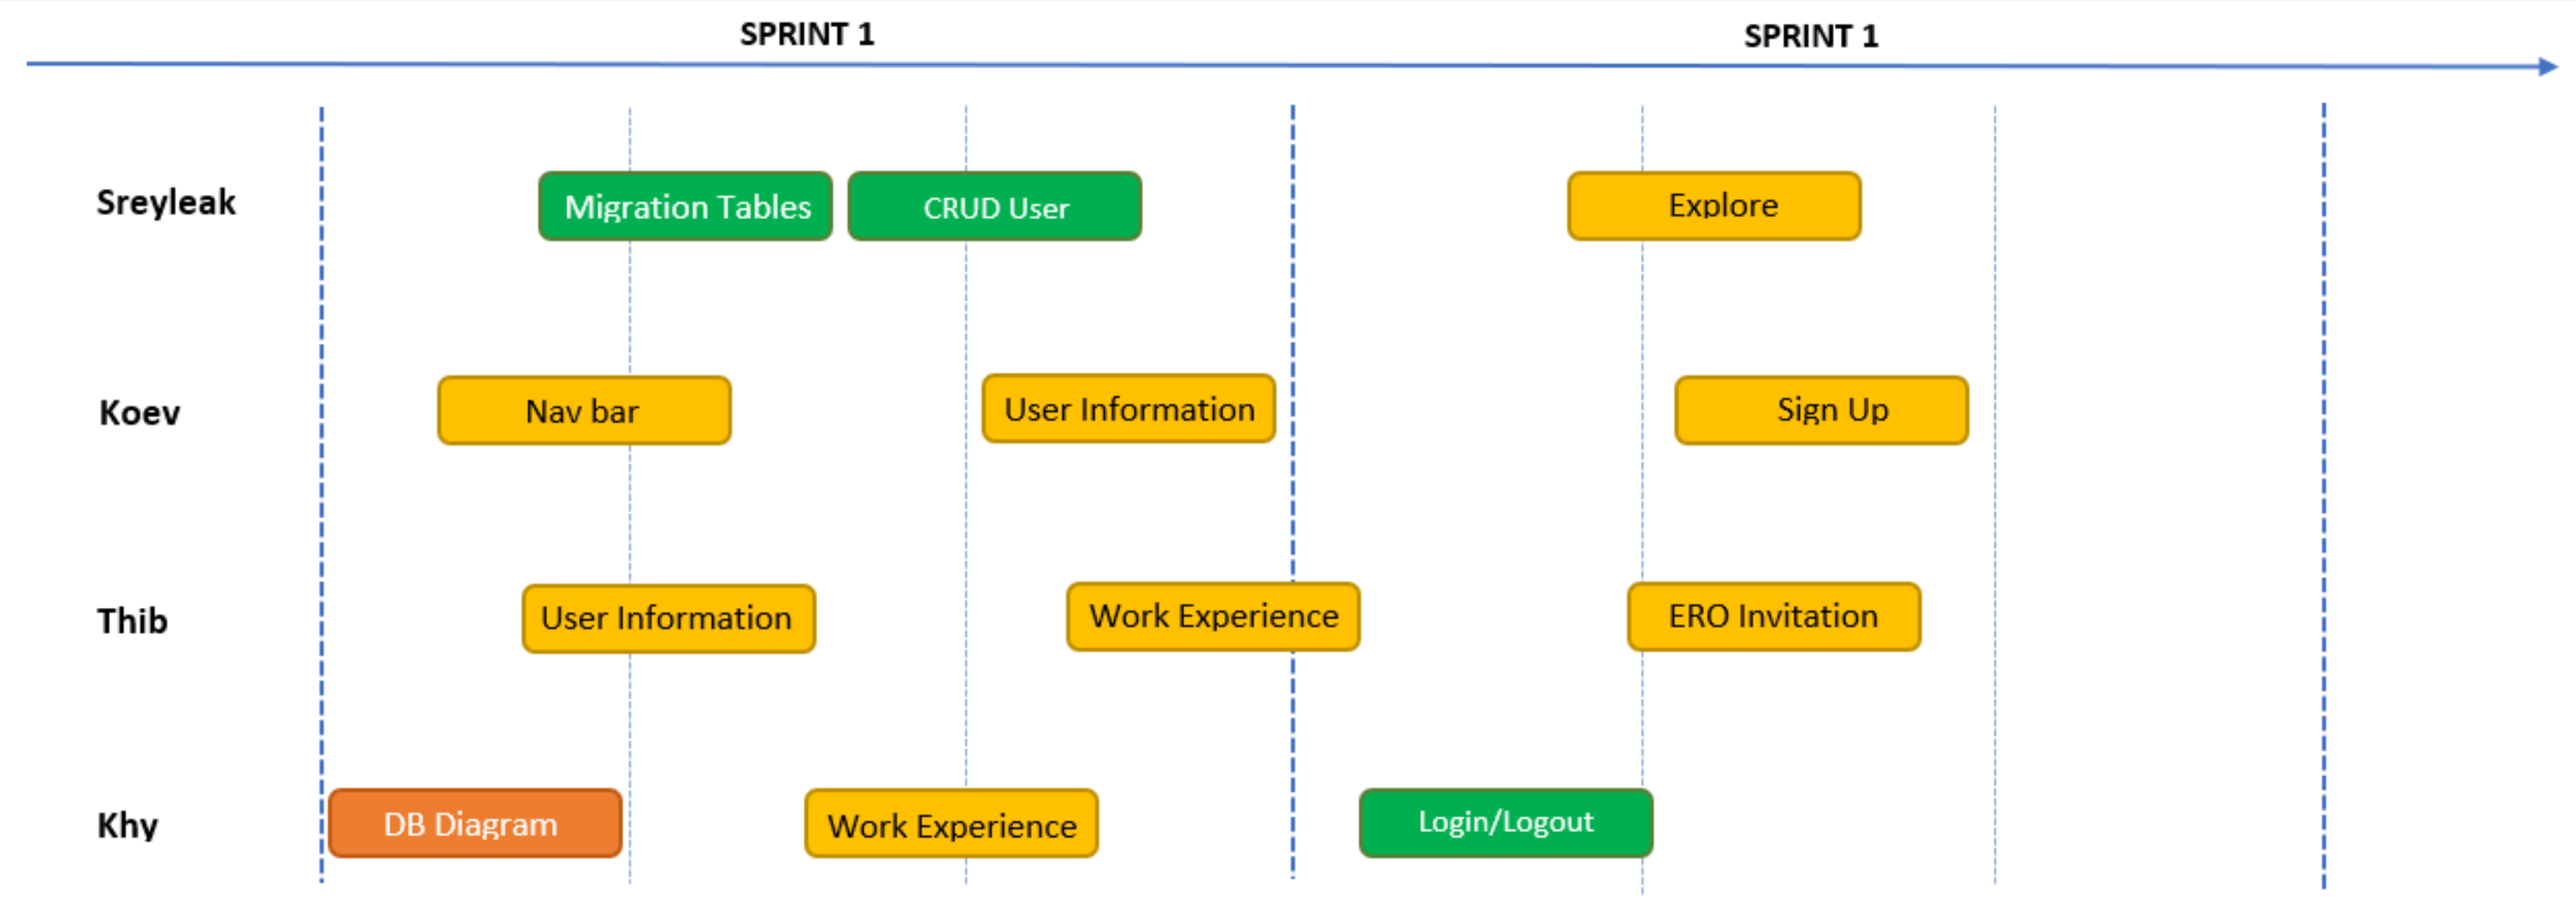 SPRINT 1
SPRINT 1
Sreyleak
Migration Tables
CRUD User
Explore
Koev
Nav bar
User Information
Sign Up
Thib
User Information
Work Experience
ERO Invitation
Khy
DB Diagram
Work Experience
Login/Logout